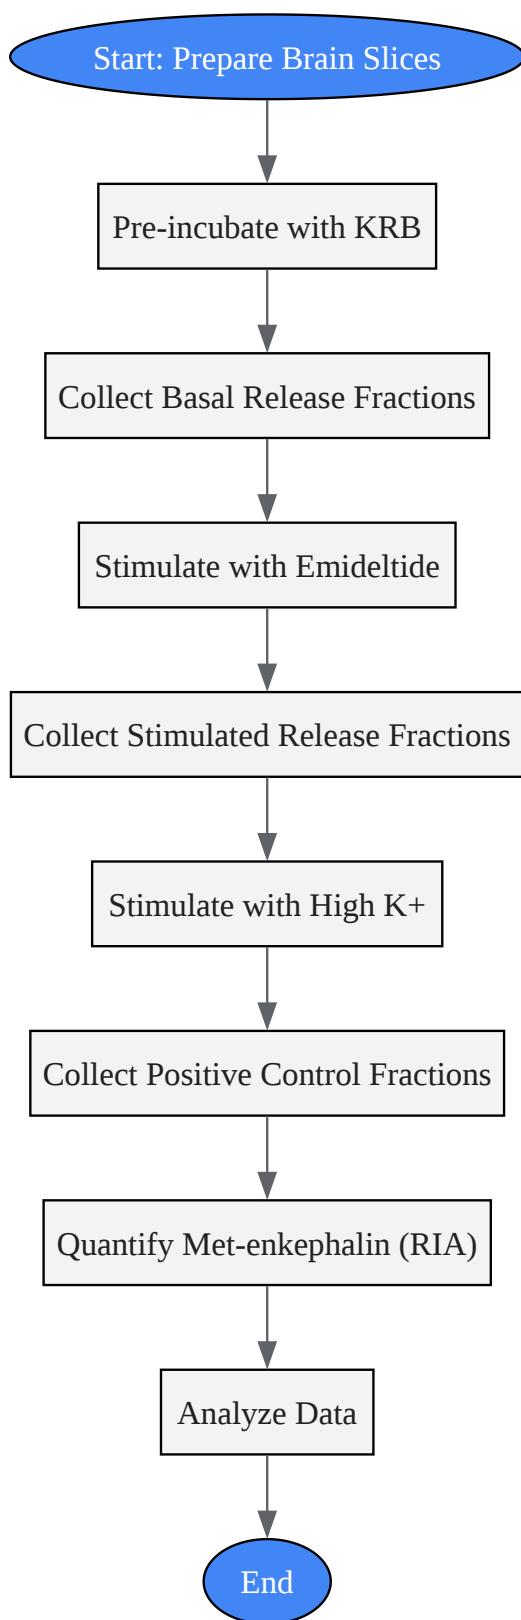 Start: Prepare Brain Slices
Pre-incubate with KRB
Collect Basal Release Fractions
Stimulate with Emideltide
Collect Stimulated Release Fractions
Stimulate with High K+
Collect Positive Control Fractions
Quantify Met-enkephalin (RIA)
Analyze Data
End